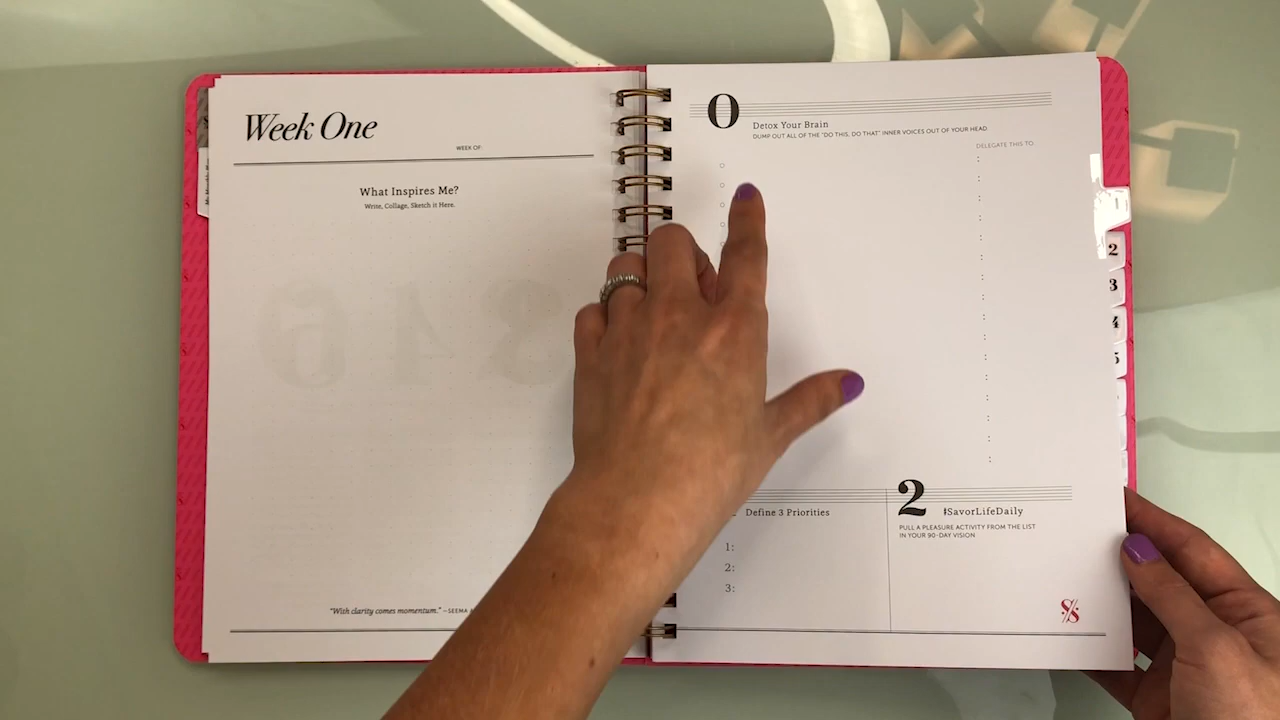 Week One
WEEK OF:
What Inspires Me?
Write, Collage, Sketch it Here.
"With clarity comes momentum." – SEEMA
0
Detox Your Brain
DUMP OUT ALL OF THE "DO THIS, DO THAT" INNER VOICES OUT OF YOUR HEAD
DELEGATE THIS TO
Define 3 Priorities
1:
2:
3:
2
#SavorLifeDaily
PULL A PLEASURE ACTIVITY FROM THE LIST
IN YOUR 90-DAY VISION
2
3
4
5